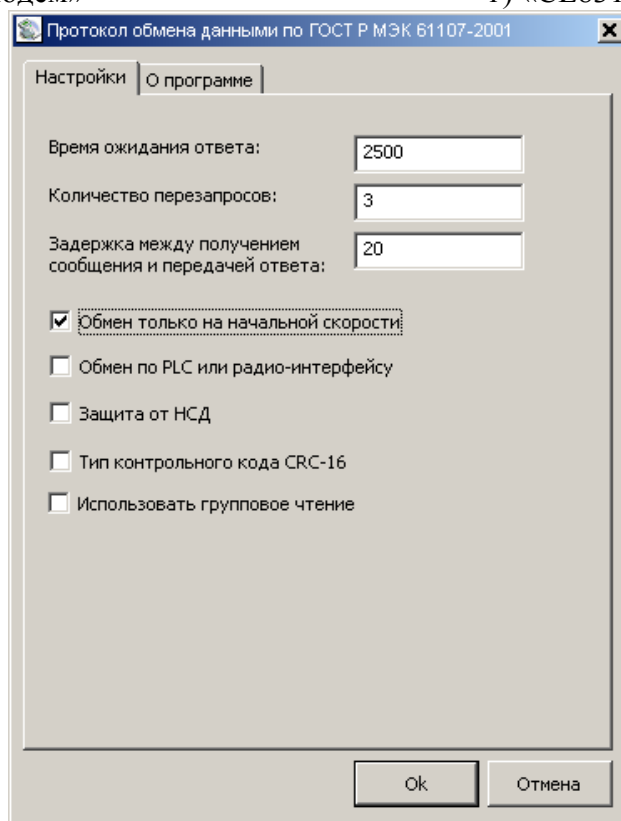 Протокол обмена данными по ГОСТ Р МЭК 61107-2001
Настройки
О программе
Время ожидания ответа:
2500
Количество перезапросов:
3
Задержка между получением
сообщения и передачей ответа:
20
Обмен только на начальной скорости
Обмен по PLC или радио-интерфейсу
Защита от НСД
Тип контрольного кода CRC-16
Использовать групповое чтение
Ok
Отмена